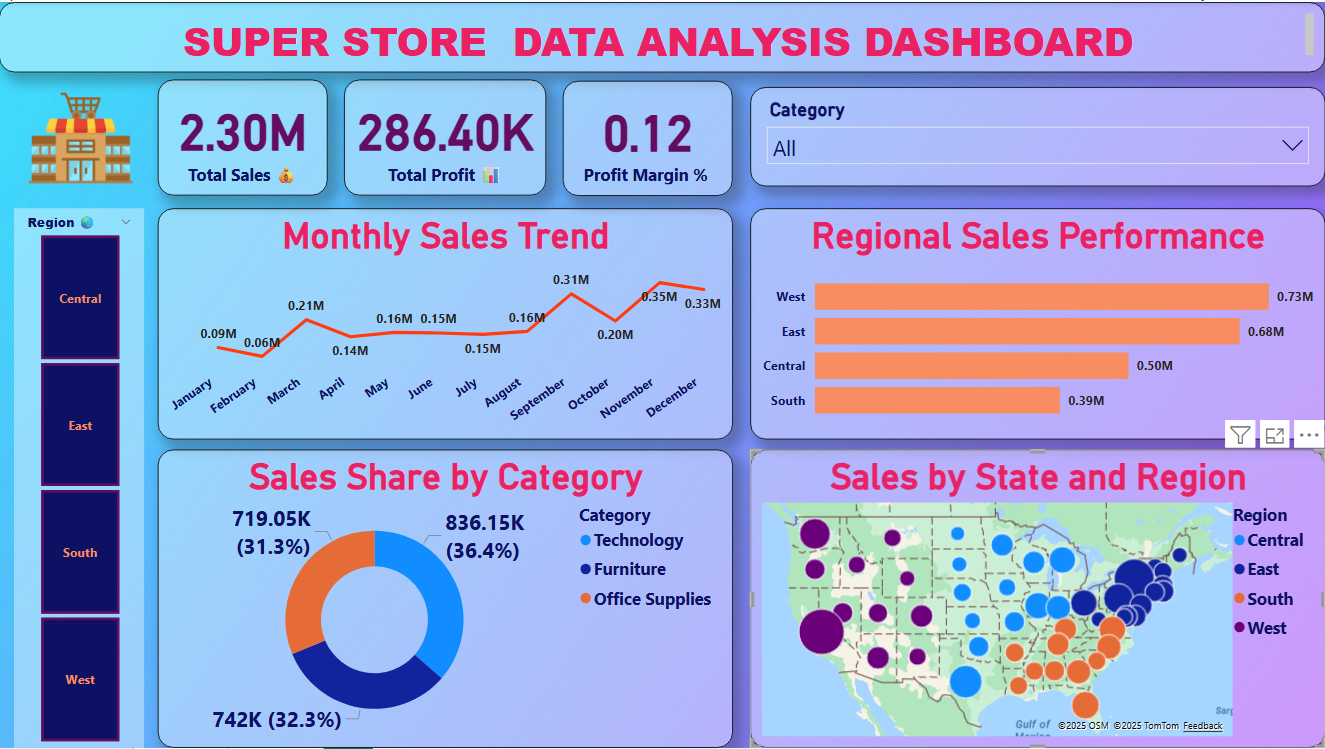 SUPER STORE DATA ANALYSIS DASHBOARD
2.30M
Total Sales
286.40K
Total Profit
0.12
Profit Margin %
Category
All
Region
Central
East
South
West
Monthly Sales Trend
0.09M
0.06M
0.21M
0.14M
0.16M
0.15M
0.15M
0.16M
0.31M
0.20M
0.35M
0.33M
January
February
March
April
May
June
July
August
September
October
November
December
Regional Sales Performance
West 0.73M
East 0.68M
Central 0.50M
South 0.39M
Sales Share by Category
719.05K
(31.3%)
836.15K
(36.4%)
742K (32.3%)
Category
Technology
Furniture
Office Supplies
Sales by State and Region
Gulf of
©2025 OSM ©2025 TomTom Feedback
Region
Central
East
South
West